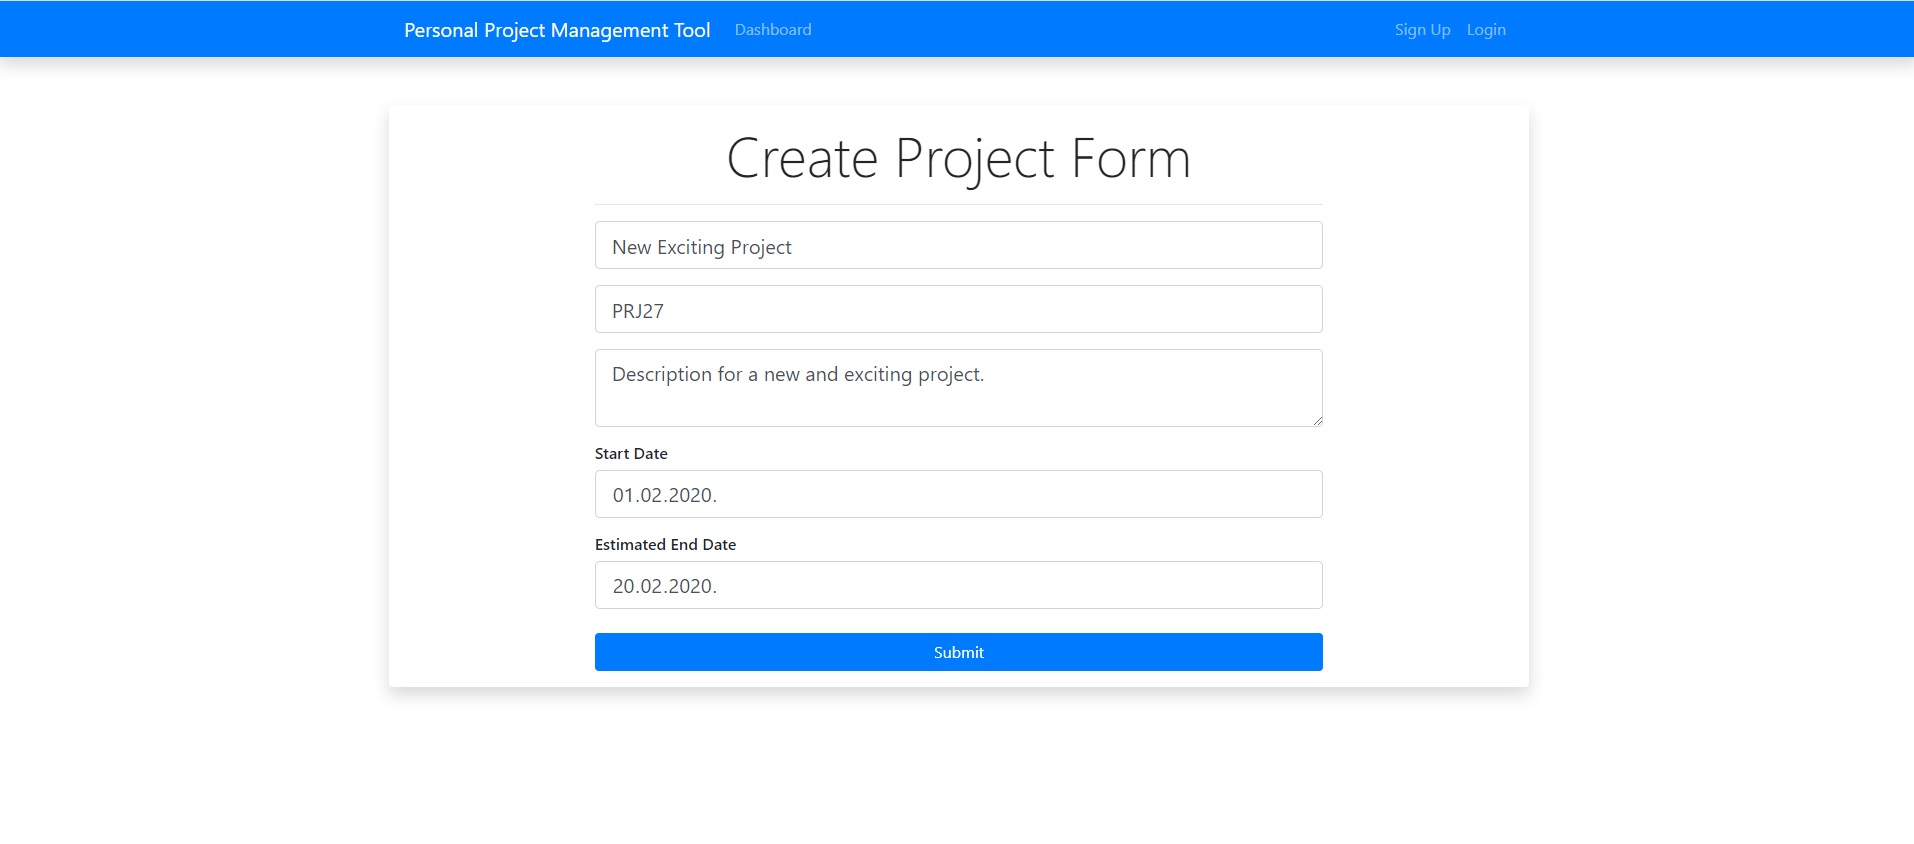 Personal Project Management Tool Dashboard Sign Up Login
Create Project Form
New Exciting Project
PRJ27
Description for a new and exciting project.
Start Date
01.02.2020.
Estimated End Date
20.02.2020.
Submit